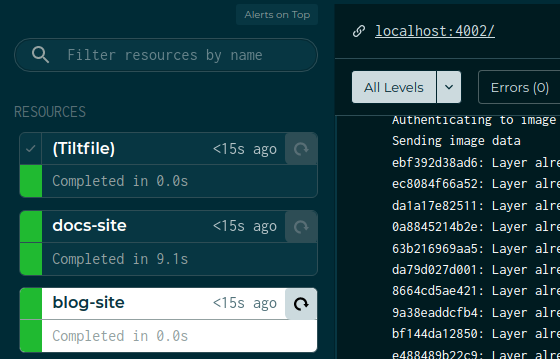 Alerts on Top
Filter resources by name
RESOURCES
(Tiltfile) <15s ago
Completed in 0.0s
docs-site <15s ago
Completed in 9.1s
blog-site <15s ago
Completed in 0.0s
localhost:4002/
All Levels Errors (0)
Authenticating to image
Sending image data
ebf392d38ad6: Layer alre
ec8084f66a52: Layer alre
da1a17e82511: Layer alre
0a8845214b2e: Layer alre
63b216969aa5: Layer alre
da79d027d001: Layer alre
8664cd5ae421: Layer alre
9a38eaddcfb4: Layer alre
bf144da12850: Layer alre
e488489b22c9: Layer alre